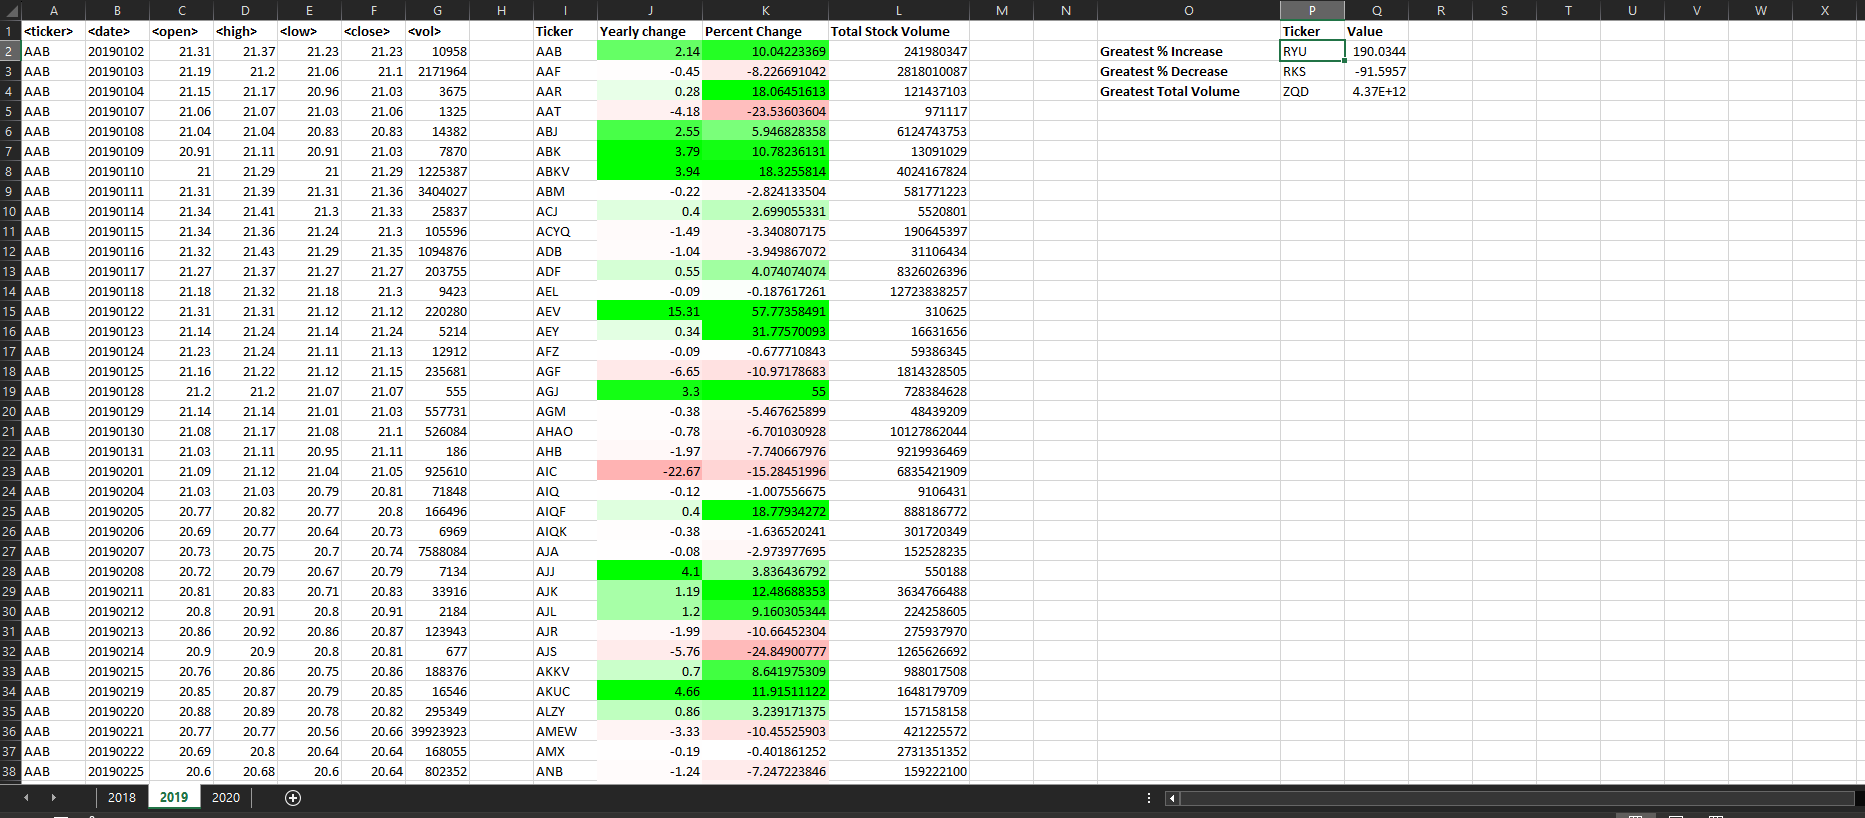 A B C D E F G H I J K L M N O P Q R S T U V W X
1 <ticker> <date> <open> <high> <low> <close> <vol> Ticker Yearly change Percent Change Total Stock Volume Ticker Value
2 AAB 20190102 21.31 21.37 21.23 21.23 10958 AAB 2.14 10.04223369 241980347 Greatest % Increase RYU 190.0344
3 AAB 20190103 21.19 21.2 21.06 21.1 2171964 AAF -0.45 -8.226691042 2818010087 Greatest % Decrease RKS -91.5957
4 AAB 20190104 21.15 21.17 20.96 21.03 3675 AAR 0.28 18.06451613 121437103 Greatest Total Volume ZQD 4.37E+12
5 AAB 20190107 21.06 21.07 21.03 21.06 1325 AAT -4.18 -23.53603604 971117
6 AAB 20190108 21.04 21.04 20.83 20.83 14382 ABJ 2.55 5.946828358 6124743753
7 AAB 20190109 20.91 21.11 20.91 21.03 7870 ABK 3.79 10.78236131 13091029
8 AAB 20190110 21 21.29 21 21.29 1225387 ABKV 3.94 18.3255814 4024167824
9 AAB 20190111 21.31 21.39 21.31 21.36 3404027 ABM -0.22 -2.824133504 581771223
10 AAB 20190114 21.34 21.41 21.3 21.33 25837 ACJ 0.4 2.699055331 5520801
11 AAB 20190115 21.34 21.36 21.24 21.3 105596 ACYQ -1.49 -3.340807175 190645397
12 AAB 20190116 21.32 21.43 21.29 21.35 1094876 ADB -1.04 -3.949867072 31106434
13 AAB 20190117 21.27 21.37 21.27 21.27 203755 ADF 0.55 4.074074074 8326026396
14 AAB 20190118 21.18 21.32 21.18 21.3 9423 AEL -0.09 -0.187617261 12723838257
15 AAB 20190122 21.31 21.31 21.12 21.12 220280 AEV 15.31 57.77358491 310625
16 AAB 20190123 21.14 21.24 21.14 21.24 5214 AEY 0.34 31.77570093 16631656
17 AAB 20190124 21.23 21.24 21.11 21.13 12912 AFZ -0.09 -0.677710843 59386345
18 AAB 20190125 21.16 21.22 21.12 21.15 235681 AGF -6.65 -10.97178683 1814328505
19 AAB 20190128 21.2 21.2 21.07 21.07 555 AGJ 3.3 55 728384628
20 AAB 20190129 21.14 21.14 21.01 21.03 557731 AGM -0.38 -5.467625899 48439209
21 AAB 20190130 21.08 21.17 21.08 21.1 526084 AHAO -0.78 -6.701030928 10127862044
22 AAB 20190131 21.03 21.11 20.95 21.11 186 AHB -1.97 -7.740667976 9219936469
23 AAB 20190201 21.09 21.12 21.04 21.05 925610 AIC -22.67 -15.28451996 6835421909
24 AAB 20190204 21.03 21.03 20.79 20.81 71848 AIQ -0.12 -1.007556675 9106431
25 AAB 20190205 20.77 20.82 20.77 20.8 166496 AIQF 0.4 18.77934272 888186772
26 AAB 20190206 20.69 20.77 20.64 20.73 6969 AIQK -0.38 -1.636520241 301720349
27 AAB 20190207 20.73 20.75 20.7 20.74 7588084 AJA -0.08 -2.973977695 152528235
28 AAB 20190208 20.72 20.79 20.67 20.79 7134 AJJ 4.1 3.836436792 550188
29 AAB 20190211 20.81 20.83 20.71 20.83 33916 AJK 1.19 12.48688353 3634766488
30 AAB 20190212 20.8 20.91 20.8 20.91 2184 AJL 1.2 9.160305344 224258605
31 AAB 20190213 20.86 20.92 20.86 20.87 123943 AJR -1.99 -10.66452304 275937970
32 AAB 20190214 20.9 20.9 20.8 20.81 677 AJS -5.76 -24.84900777 1265626692
33 AAB 20190215 20.76 20.86 20.75 20.86 188376 AKKV 0.7 8.641975309 988017508
34 AAB 20190219 20.85 20.87 20.79 20.85 16546 AKUC 4.66 11.91511122 1648179709
35 AAB 20190220 20.88 20.89 20.78 20.82 295349 ALZY 0.86 3.239171375 157158158
36 AAB 20190221 20.77 20.77 20.56 20.66 39923923 AMEW -3.33 -10.45525903 421225572
37 AAB 20190222 20.69 20.8 20.64 20.64 168055 AMX -0.19 -0.401861252 2731351352
38 AAB 20190225 20.6 20.68 20.6 20.64 802352 ANB -1.24 -7.247223846 159222100
2018 2019 2020